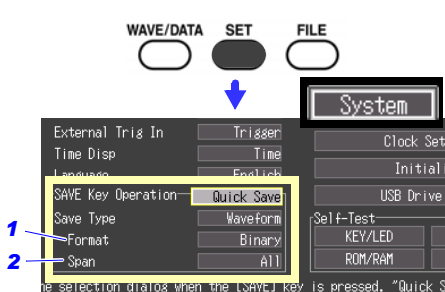 WAVE/DATA SET FILE
System
External Trig In Trigger
Clock Set
Time Disp Time
Language English
Initial
SAVE Key Operation Quick Save
USB Drive
Save Type Waveform
Self-Test
1 Format Binary
KEY/LED
2 Span All
ROM/RAM
he selection dialog when the [SAVE] key is pressed. "Quick S